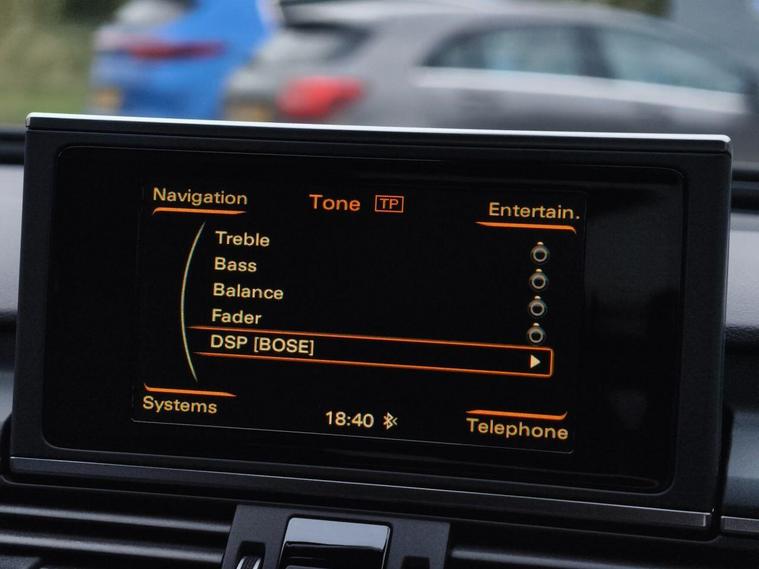 Navigation
Tone TP
Entertain.
Treble
Bass
Balance
Fader
DSP [BOSE]
Systems
18:40
Telephone